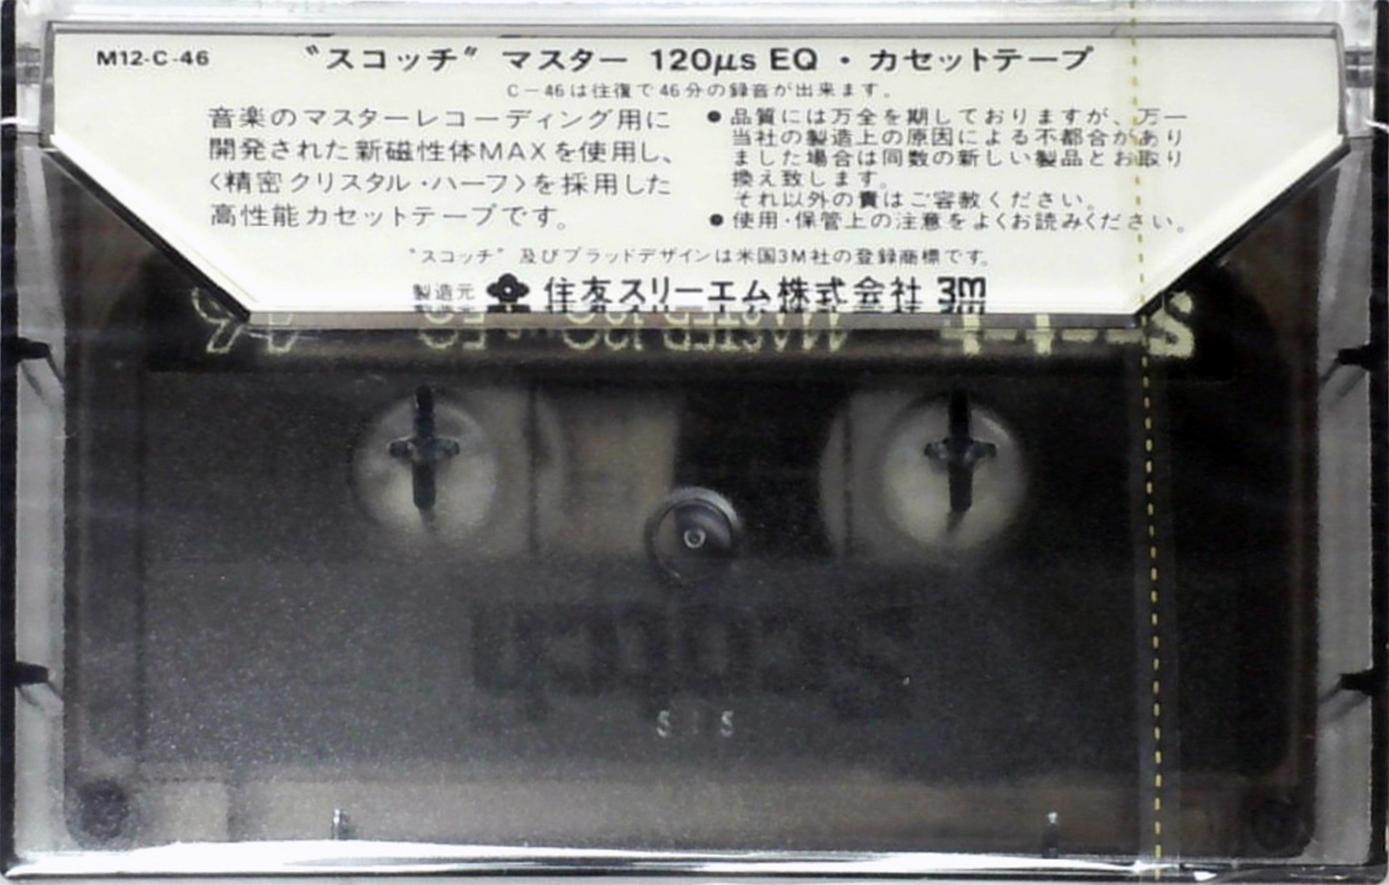 M12-C-46
"スコッチ" マスター 120μs EQ・カセットテープ
C－46は往復で46分の録音が出来ます。
音楽のマスターレコーディング用に
開発された新磁性体MAXを使用し、
〈精密クリスタル・ハーフ〉を採用した
高性能カセットテープです。
●品質には万全を期しておりますが、万一
当社の製造上の原因による不都合があり
ました場合は同数の新しい製品とお取り
換え致します。
それ以外の責はご容赦ください。
●使用・保管上の注意をよくお読みください。
"スコッチ" 及びプラッドデザインは米国3M社の登録商標です。
製造元 住友スリーエム株式会社 3M
MASTER 120μs EQ
Scotch
S I S